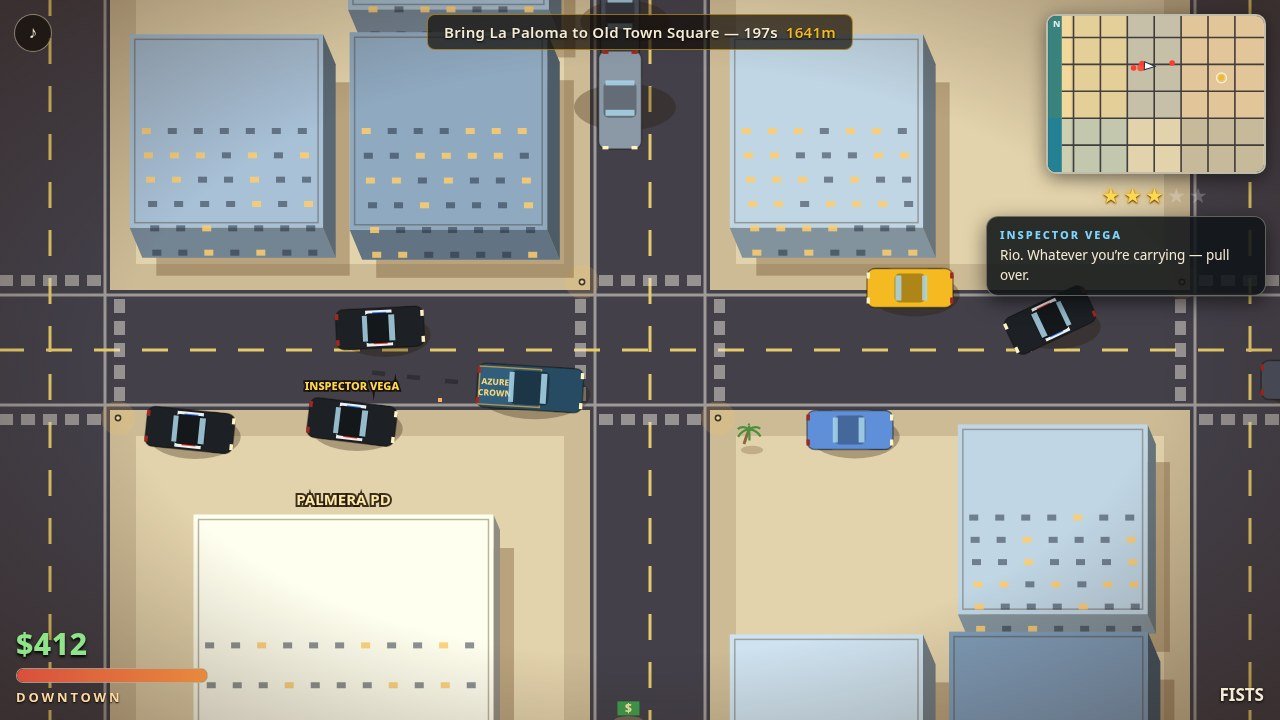 ♪
Bring La Paloma to Old Town Square — 197s 1641m
N
★★★★★
INSPECTOR VEGA
Rio. Whatever you're carrying — pull
over.
INSPECTOR VEGA
AZURE
CROWN
PALMERA PD
$412
DOWNTOWN
$
FISTS